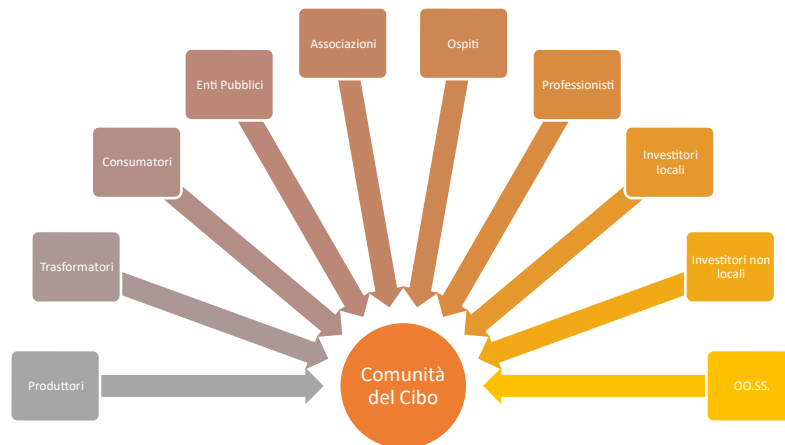 Associazioni
Ospiti
Enti Pubblici
Professionisti
Consumatori
Investitori
locali
Trasformatori
Investitori non
locali
Produttori
Comunità
del Cibo
OO.SS.